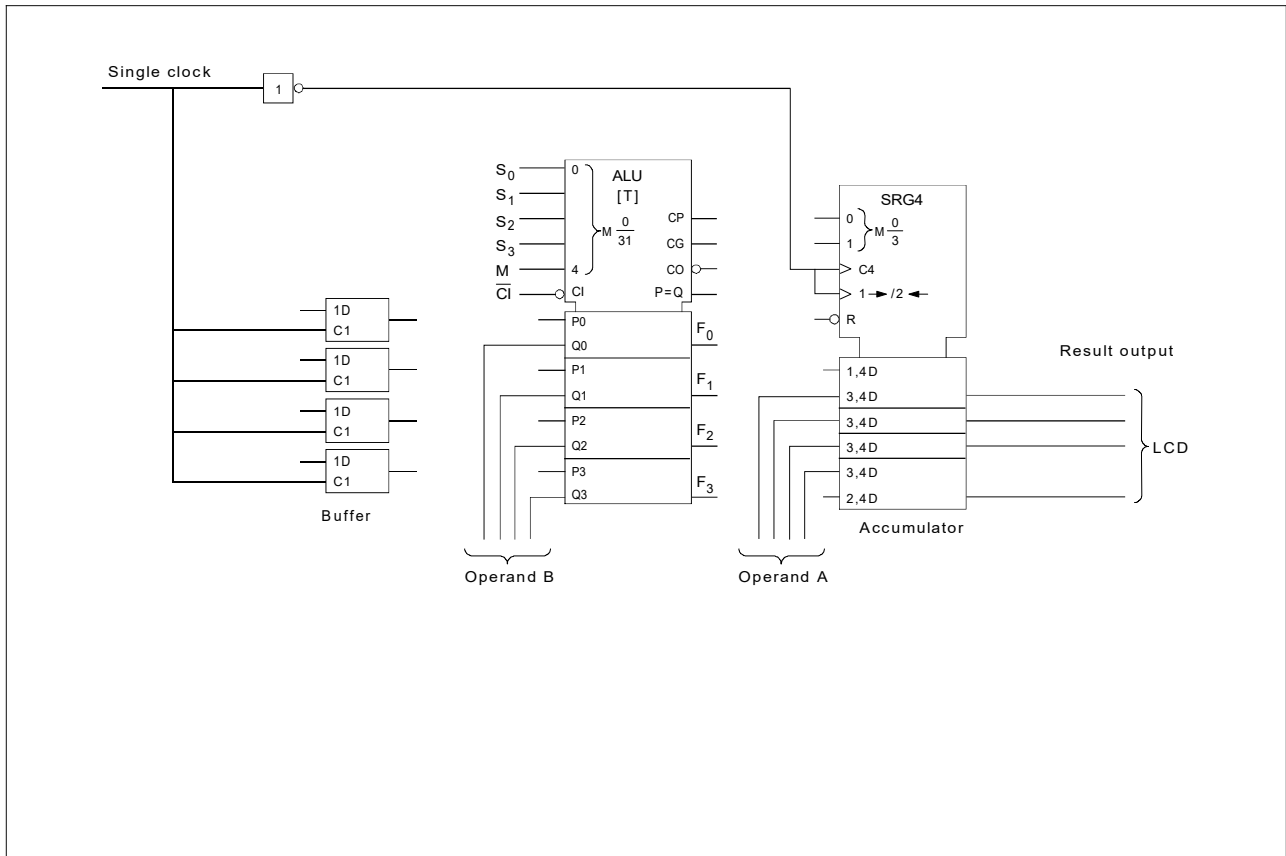 Single clock
1
S0
S1
S2
S3
M
CI
0
4
CI
ALU
[T]
M 0/31
CP
CG
CO
P=Q
P0
Q0
P1
Q1
P2
Q2
P3
Q3
F0
F1
F2
F3
Operand B
1D
C1
1D
C1
1D
C1
1D
C1
Buffer
SRG4
0
1
M 0/3
C4
1 → /2 ←
R
1,4D
3,4D
3,4D
3,4D
3,4D
2,4D
Accumulator
Operand A
Result output
LCD